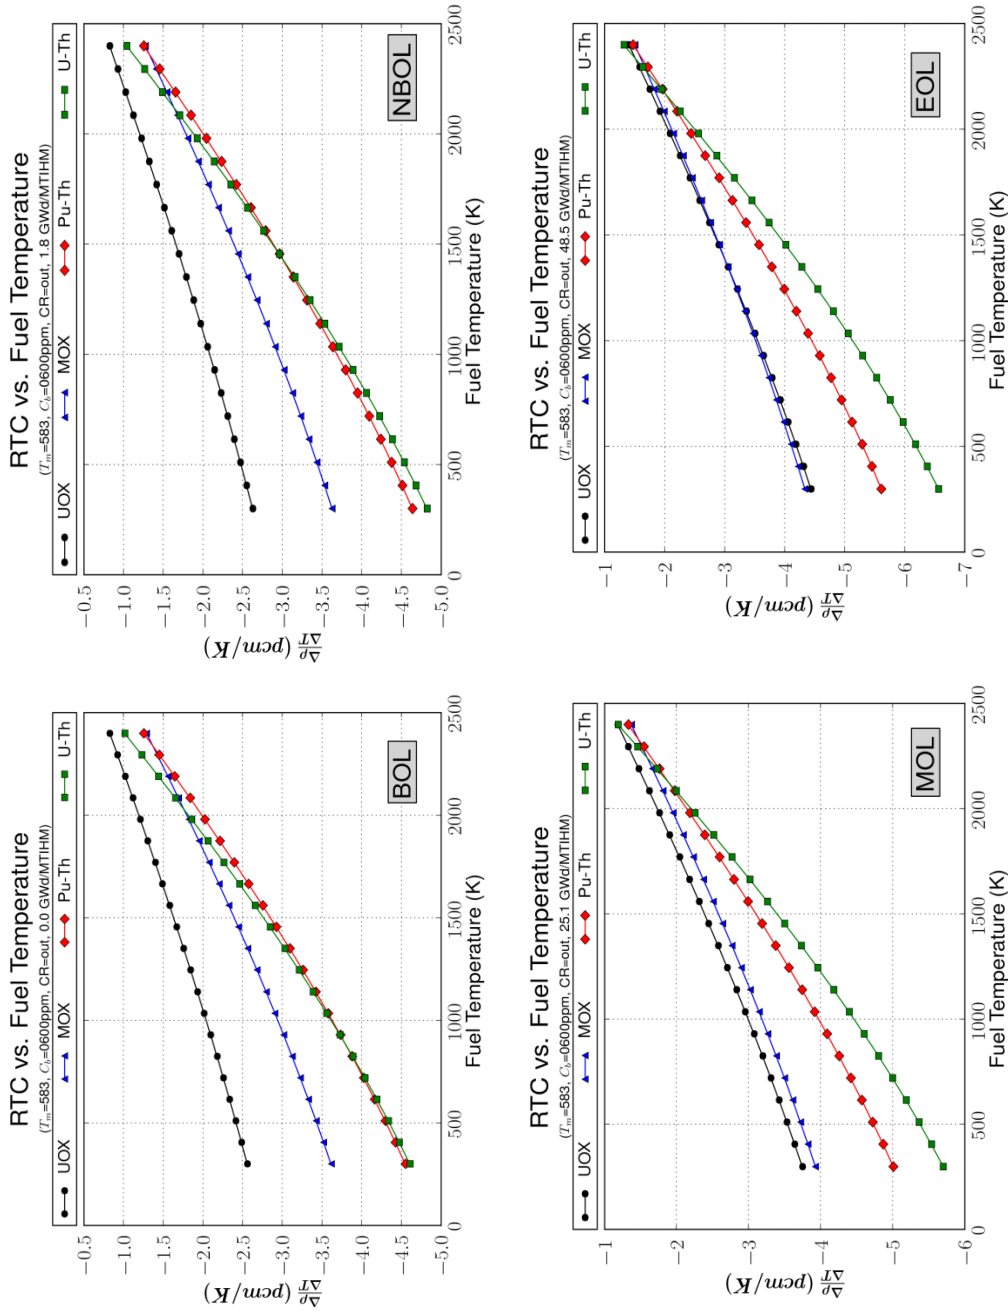 RTC vs. Fuel Temperature
(T_m=583, C_b=0600ppm, CR=out, 0.0 GWd/MTIHM)
UOX MOX Pu-Th U-Th
−0.5
−1.0
−1.5
−2.0
−2.5
−3.0
−3.5
−4.0
−4.5
−5.0
Δρ/ΔT (pcm/K)
BOL
0 500 1000 1500 2000 2500
Fuel Temperature (K)
RTC vs. Fuel Temperature
(T_m=583, C_b=0600ppm, CR=out, 1.8 GWd/MTIHM)
UOX MOX Pu-Th U-Th
−0.5
−1.0
−1.5
−2.0
−2.5
−3.0
−3.5
−4.0
−4.5
−5.0
Δρ/ΔT (pcm/K)
NBOL
0 500 1000 1500 2000 2500
Fuel Temperature (K)
RTC vs. Fuel Temperature
(T_m=583, C_b=0600ppm, CR=out, 25.1 GWd/MTIHM)
UOX MOX Pu-Th U-Th
−1
−2
−3
−4
−5
−6
Δρ/ΔT (pcm/K)
MOL
0 500 1000 1500 2000 2500
Fuel Temperature (K)
RTC vs. Fuel Temperature
(T_m=583, C_b=0600ppm, CR=out, 48.5 GWd/MTIHM)
UOX MOX Pu-Th U-Th
−1
−2
−3
−4
−5
−6
−7
Δρ/ΔT (pcm/K)
EOL
0 500 1000 1500 2000 2500
Fuel Temperature (K)